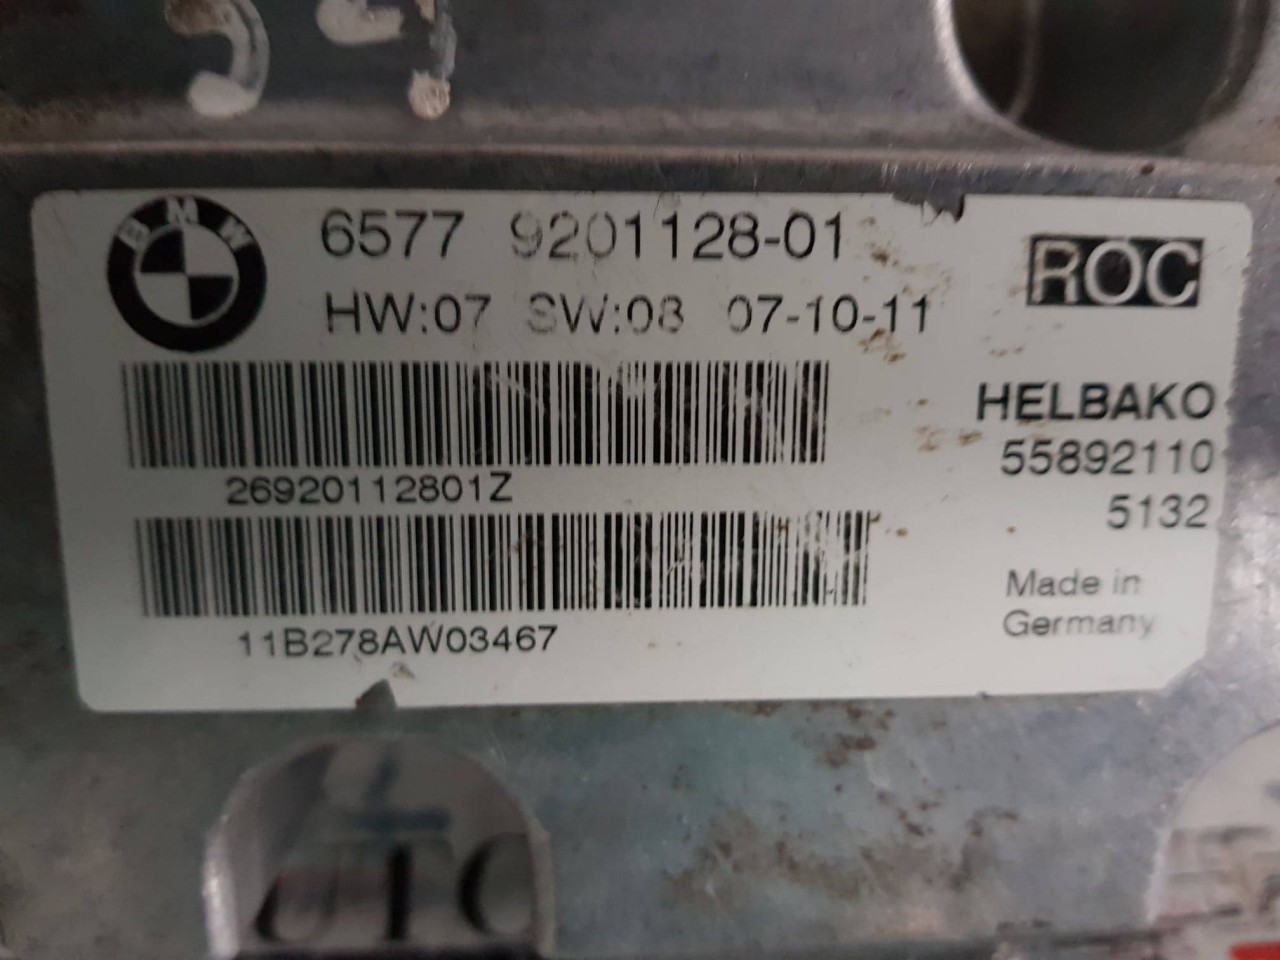 BMW
6577 9201128-01
ROC
HW:07 SW:08 07-10-11
HELBAKO
55892110
26920112801Z
5132
Made in
Germany
11B278AW03467